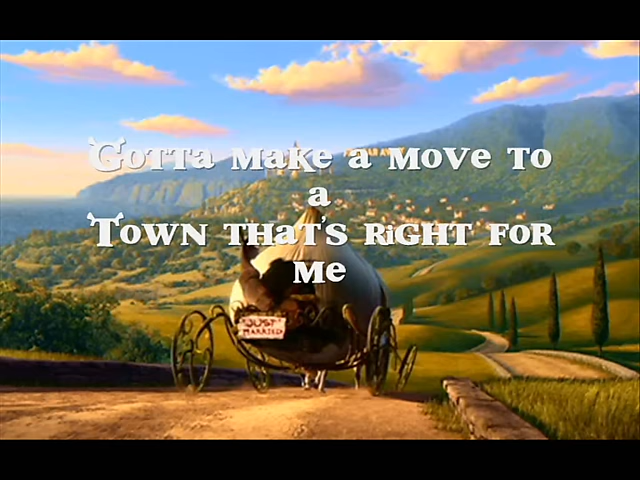 Gotta make a move to
a
Town that's right for
me
"JUST
MARRIED"